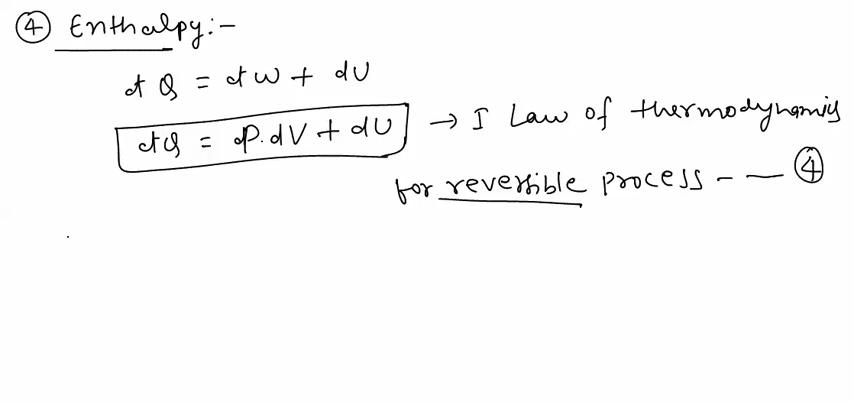 ④ Enthalpy:-
đQ = đW + dU
đQ = P.dV + dU → I Law of thermodynamics
for reversible process - — ④